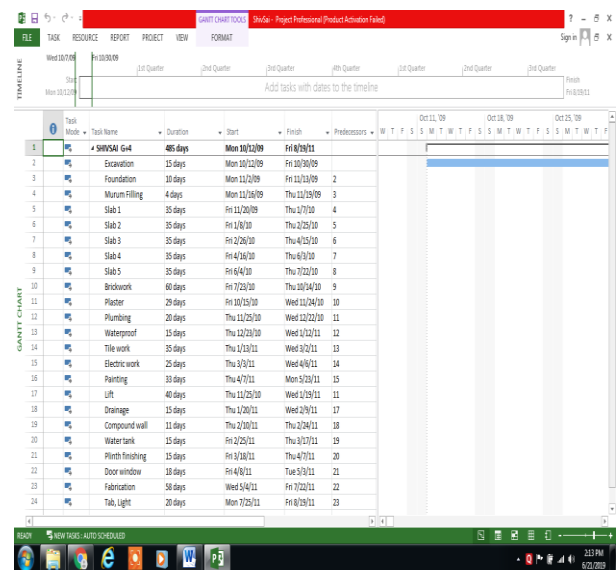 GANTT CHART TOOLS ShivSai - Project Professional (Product Activation Failed)
FILE TASK RESOURCE REPORT PROJECT VIEW FORMAT Sign in
TIMELINE
Wed 10/7/09 Fri 10/30/09
1st Quarter 2nd Quarter 3rd Quarter 4th Quarter 1st Quarter 2nd Quarter 3rd Quarter
Start Mon 10/12/09 Add tasks with dates to the timeline Finish Fri 8/19/11
Oct 11, '09 Oct 18, '09 Oct 25, '09
Task Mode Task Name Duration Start Finish Predecessors W T F S S M T W T F S S M T W T F S S M T W T F
1 SHIVSAI G+4 485 days Mon 10/12/09 Fri 8/19/11
2 Excavation 15 days Mon 10/12/09 Fri 10/30/09
3 Foundation 10 days Mon 11/2/09 Fri 11/13/09 2
4 Murum Filling 4 days Mon 11/16/09 Thu 11/19/09 3
5 Slab 1 35 days Fri 11/20/09 Thu 1/7/10 4
6 Slab 2 35 days Fri 1/8/10 Thu 2/25/10 5
7 Slab 3 35 days Fri 2/26/10 Thu 4/15/10 6
8 Slab 4 35 days Fri 4/16/10 Thu 6/3/10 7
9 Slab 5 35 days Fri 6/4/10 Thu 7/22/10 8
10 Brickwork 60 days Fri 7/23/10 Thu 10/14/10 9
11 Plaster 29 days Fri 10/15/10 Wed 11/24/10 10
12 Plumbing 20 days Thu 11/25/10 Wed 12/22/10 11
13 Waterproof 15 days Thu 12/23/10 Wed 1/12/11 12
14 Tile work 35 days Thu 1/13/11 Wed 3/2/11 13
15 Electric work 25 days Thu 3/3/11 Wed 4/6/11 14
16 Painting 33 days Thu 4/7/11 Mon 5/23/11 15
17 Lift 40 days Thu 11/25/10 Wed 1/19/11 11
18 Drainage 15 days Thu 1/20/11 Wed 2/9/11 17
19 Compound wall 11 days Thu 2/10/11 Thu 2/24/11 18
20 Water tank 15 days Fri 2/25/11 Thu 3/17/11 19
21 Plinth finishing 15 days Fri 3/18/11 Thu 4/7/11 20
22 Door window 18 days Fri 4/8/11 Tue 5/3/11 21
23 Fabrication 58 days Wed 5/4/11 Fri 7/22/11 22
24 Tab, Light 20 days Mon 7/25/11 Fri 8/19/11 23
GANTT CHART
READY NEW TASKS : AUTO SCHEDULED
2:13 PM
6/21/2019